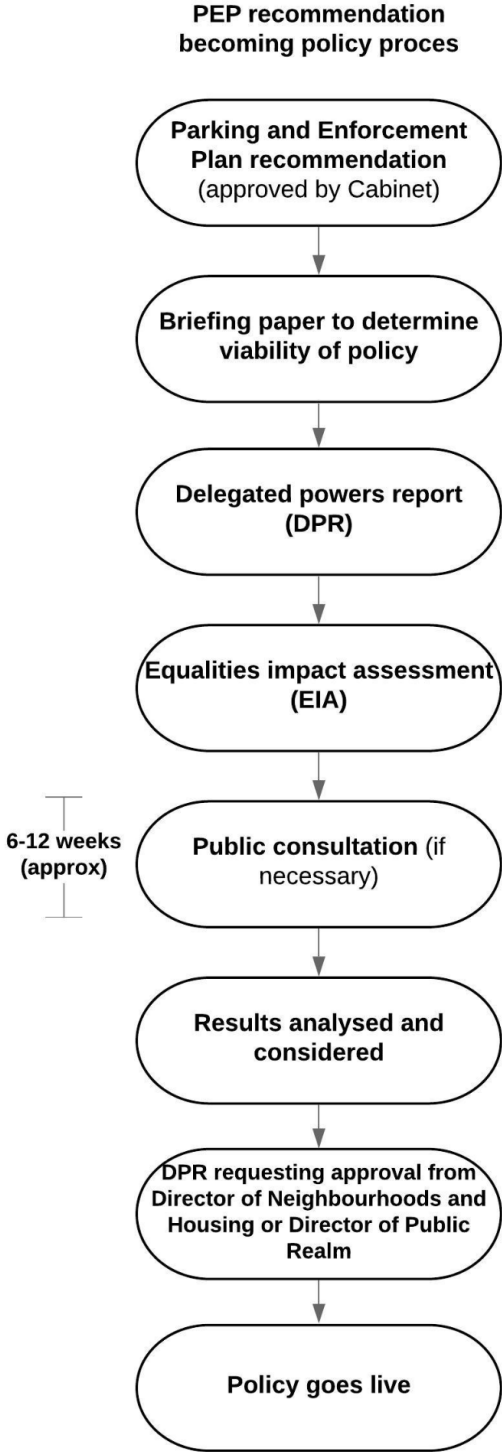 PEP recommendation
becoming policy proces
Parking and Enforcement
Plan recommendation
(approved by Cabinet)
Briefing paper to determine
viability of policy
Delegated powers report
(DPR)
Equalities impact assessment
(EIA)
6-12 weeks
(approx)
Public consultation (if
necessary)
Results analysed and
considered
DPR requesting approval from
Director of Neighbourhoods and
Housing or Director of Public
Realm
Policy goes live